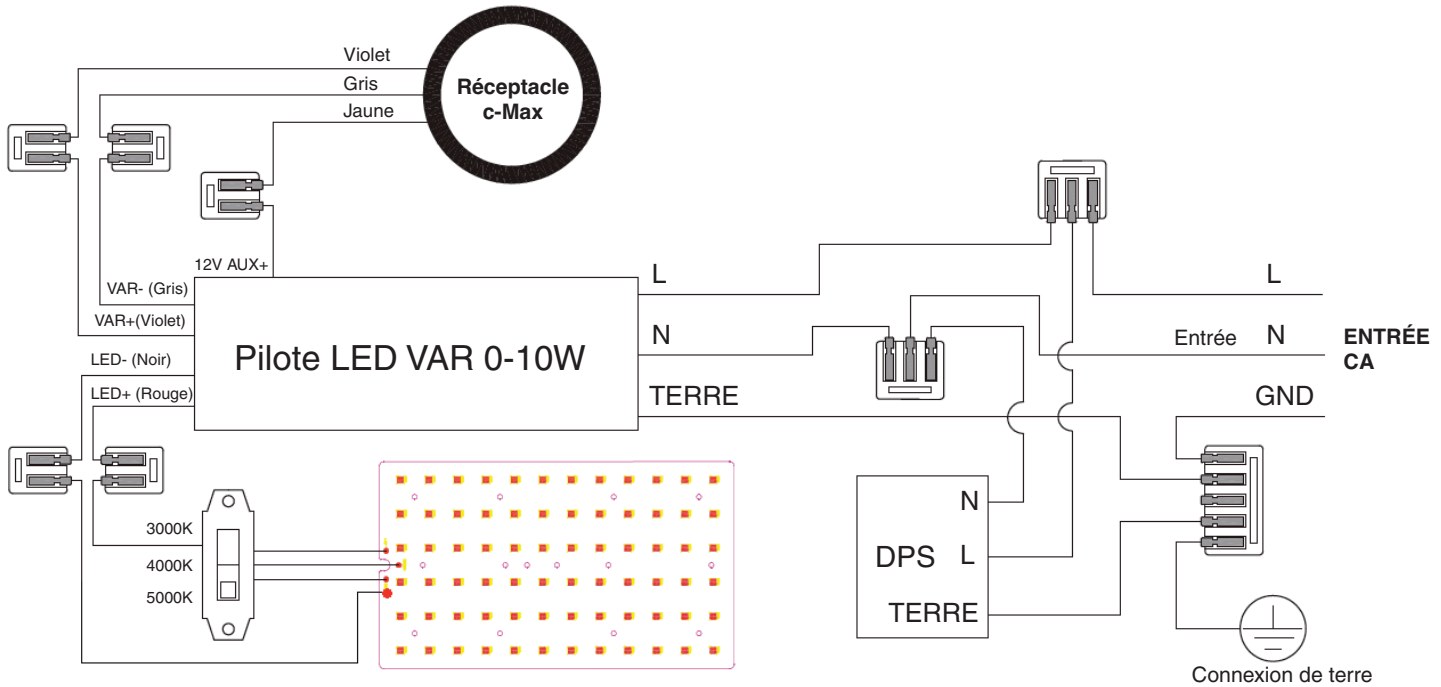 Violet
Gris
Jaune
Réceptacle
c-Max
12V AUX+
VAR- (Gris)
VAR+(Violet)
LED- (Noir)
LED+ (Rouge)
Pilote LED VAR 0-10W
L
N
TERRE
L
Entrée N
GND
ENTRÉE
CA
3000K
4000K
5000K
N
DPS L
TERRE
Connexion de terre